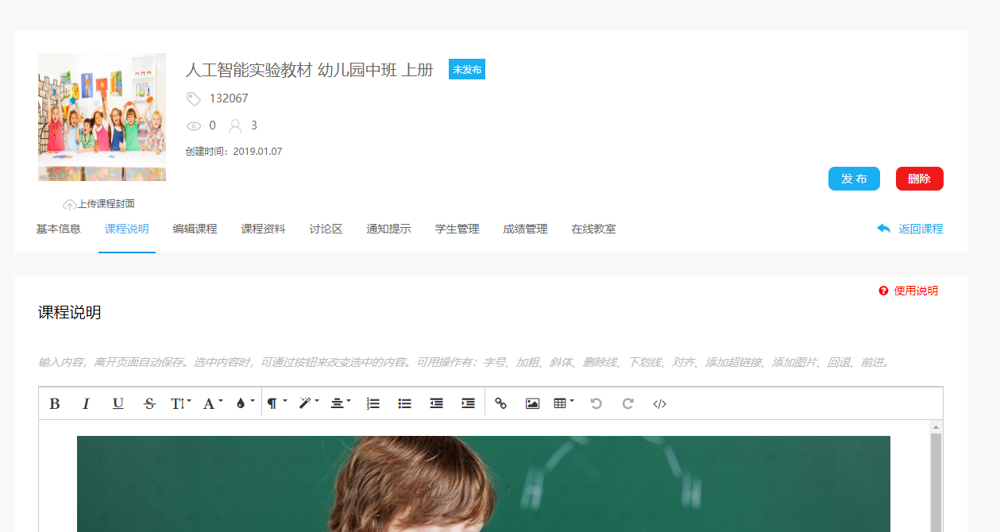 人工智能实验教材 幼儿园中班 上册 未发布
132067
0 3
创建时间：2019.01.07
发 布 删除
上传课程封面
基本信息 课程说明 编辑课程 课程资料 讨论区 通知提示 学生管理 成绩管理 在线教室 返回课程
使用说明
课程说明
输入内容，离开页面自动保存。选中内容时，可通过按钮来改变选中的内容。可用操作有：字号、加粗、斜体、删除线、下划线、对齐、添加超链接、添加图片、回退、前进。